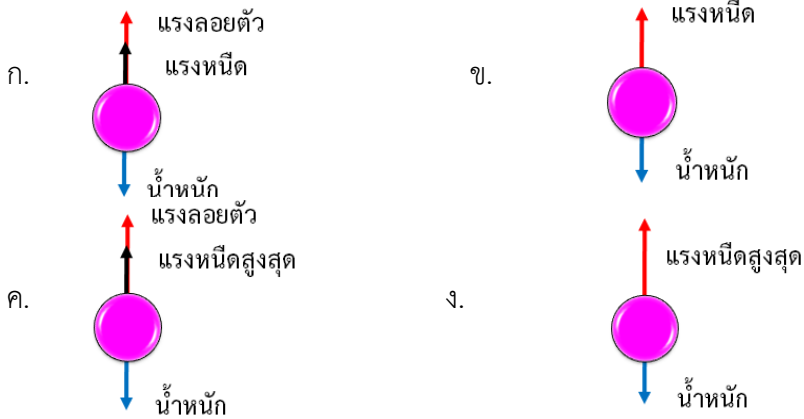 ก.
แรงลอยตัว
แรงหนืด
น้ำหนัก
ข.
แรงหนืด
น้ำหนัก
ค.
แรงลอยตัว
แรงหนืดสูงสุด
น้ำหนัก
ง.
แรงหนืดสูงสุด
น้ำหนัก